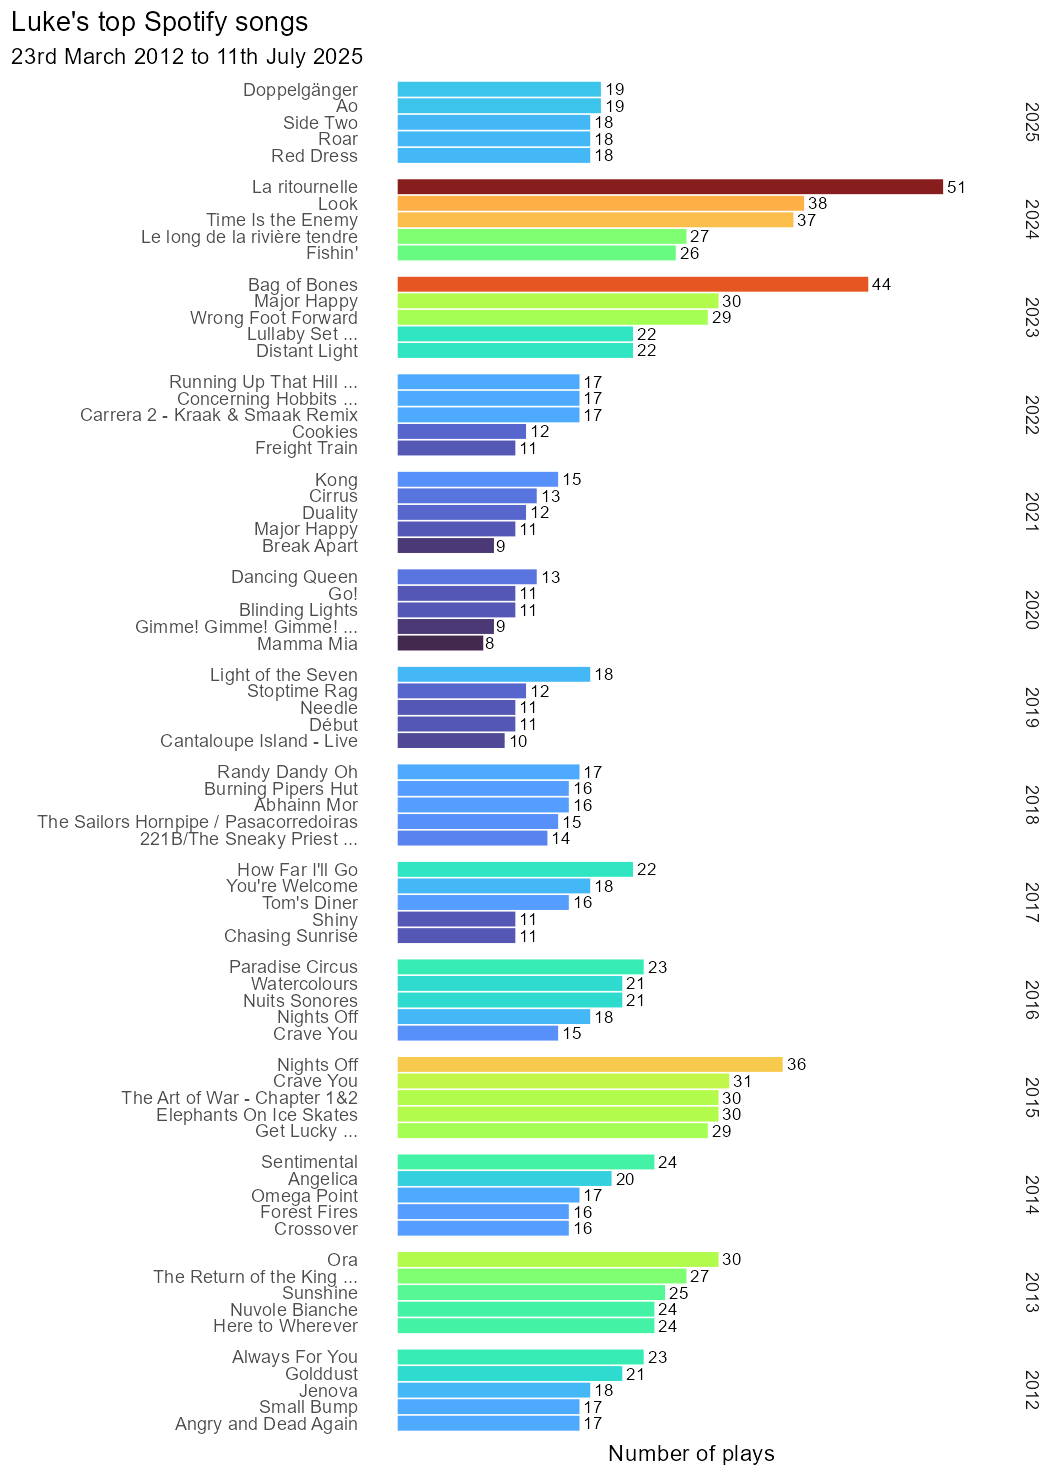 Luke's top Spotify songs
23rd March 2012 to 11th July 2025
2025
Doppelgänger 19
Ao 19
Side Two 18
Roar 18
Red Dress 18
2024
La ritournelle 51
Look 38
Time Is the Enemy 37
Le long de la rivière tendre 27
Fishin' 26
2023
Bag of Bones 44
Major Happy 30
Wrong Foot Forward 29
Lullaby Set ... 22
Distant Light 22
2022
Running Up That Hill ... 17
Concerning Hobbits ... 17
Carrera 2 - Kraak & Smaak Remix 17
Cookies 12
Freight Train 11
2021
Kong 15
Cirrus 13
Duality 12
Major Happy 11
Break Apart 9
2020
Dancing Queen 13
Go! 11
Blinding Lights 11
Gimme! Gimme! Gimme! ... 9
Mamma Mia 8
2019
Light of the Seven 18
Stoptime Rag 12
Needle 11
Début 11
Cantaloupe Island - Live 10
2018
Randy Dandy Oh 17
Burning Pipers Hut 16
Abhainn Mor 16
The Sailors Hornpipe / Pasacorredoiras 15
221B/The Sneaky Priest ... 14
2017
How Far I'll Go 22
You're Welcome 18
Tom's Diner 16
Shiny 11
Chasing Sunrise 11
2016
Paradise Circus 23
Watercolours 21
Nuits Sonores 21
Nights Off 18
Crave You 15
2015
Nights Off 36
Crave You 31
The Art of War - Chapter 1&2 30
Elephants On Ice Skates 30
Get Lucky ... 29
2014
Sentimental 24
Angelica 20
Omega Point 17
Forest Fires 16
Crossover 16
2013
Ora 30
The Return of the King ... 27
Sunshine 25
Nuvole Bianche 24
Here to Wherever 24
2012
Always For You 23
Golddust 21
Jenova 18
Small Bump 17
Angry and Dead Again 17
Number of plays